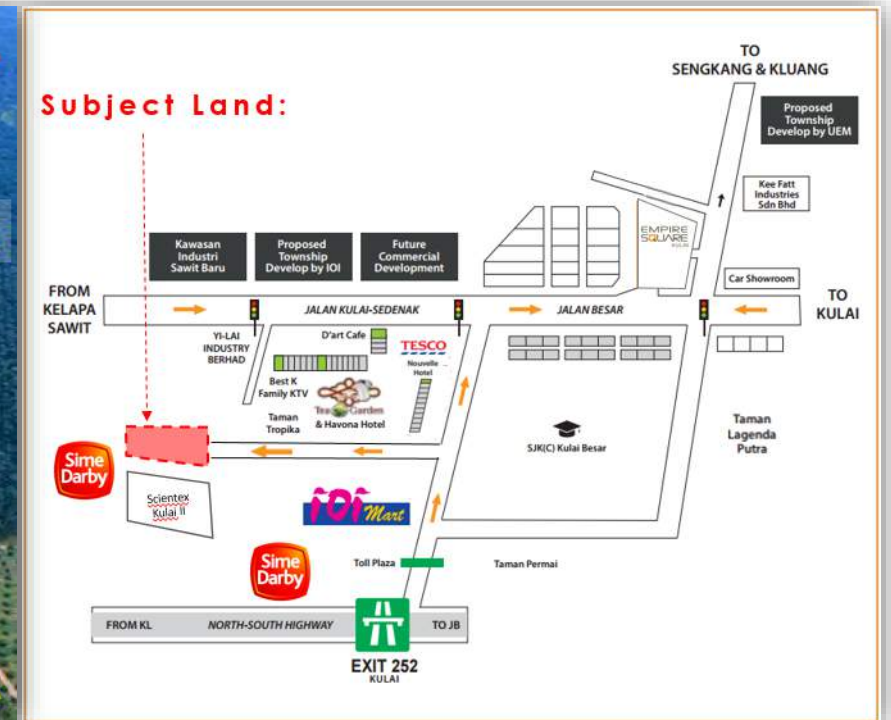 TO
SENGKANG & KLUANG
Subject Land:
Proposed
Township
Develop by UEM
Kee Fatt
Industries
Sdn Bhd
EMPIRE
SQUARE
KULAI
Kawasan
Industri
Sawit Baru
Proposed
Township
Develop by IOI
Future
Commercial
Development
Car Showroom
FROM
KELAPA
SAWIT
JALAN KULAI-SEDENAK
JALAN BESAR
TO
KULAI
YI-LAI
INDUSTRY
BERHAD
D'art Cafe
TESCO
Nouvelle
Hotel
Best K
Family KTV
Tea Garden
& Havona Hotel
Taman
Tropika
Taman
Lagenda
Putra
SJK(C) Kulai Besar
Sime
Darby
Scientex
Kulai II
iOi Mart
Sime
Darby
Toll Plaza
Taman Permai
FROM KL
NORTH-SOUTH HIGHWAY
TO JB
EXIT 252
KULAI